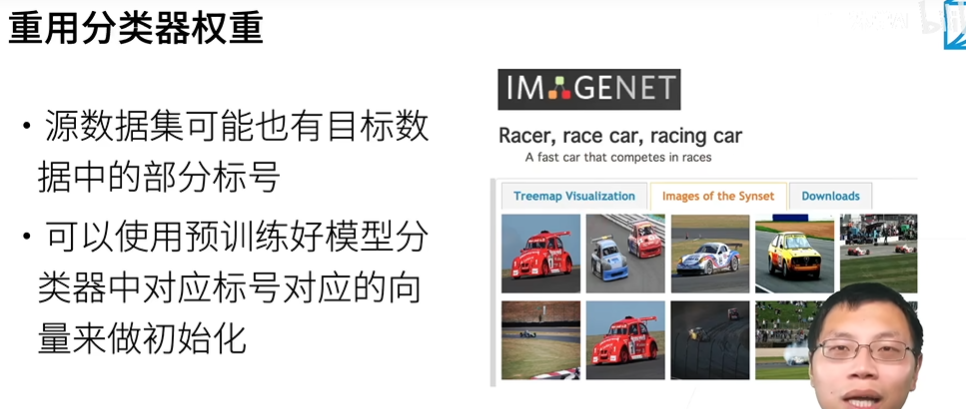 重用分类器权重
• 源数据集可能也有目标数
据中的部分标号
• 可以使用预训练好模型分
类器中对应标号对应的向
量来做初始化
IMAGENET
Racer, race car, racing car
A fast car that competes in races
Treemap Visualization
Images of the Synset
Downloads